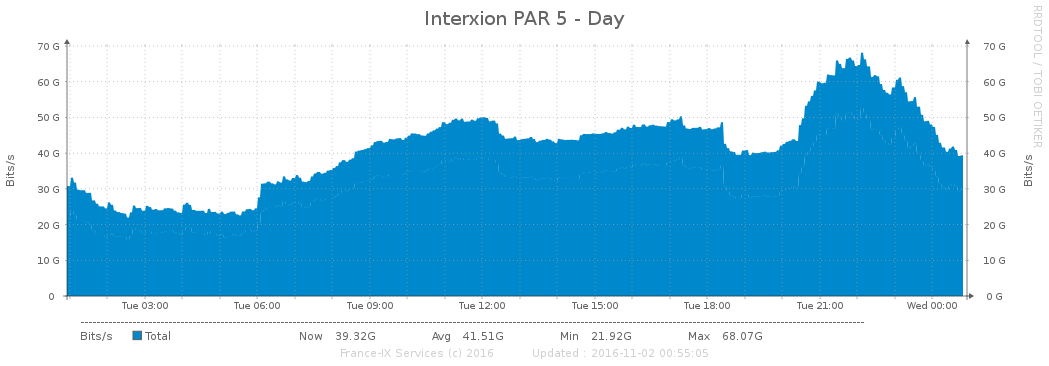 Interxion PAR 5 - Day
RRDTOOL / TOBI OETIKER
Bits/s
70 G
60 G
50 G
40 G
30 G
20 G
10 G
0
70 G
60 G
50 G
40 G
30 G
20 G
10 G
0 G
Bits/s
Tue 03:00 Tue 06:00 Tue 09:00 Tue 12:00 Tue 15:00 Tue 18:00 Tue 21:00 Wed 00:00
Bits/s Total Now 39.32G Avg 41.51G Min 21.92G Max 68.07G
France-IX Services (c) 2016 Updated : 2016-11-02 00:55:05